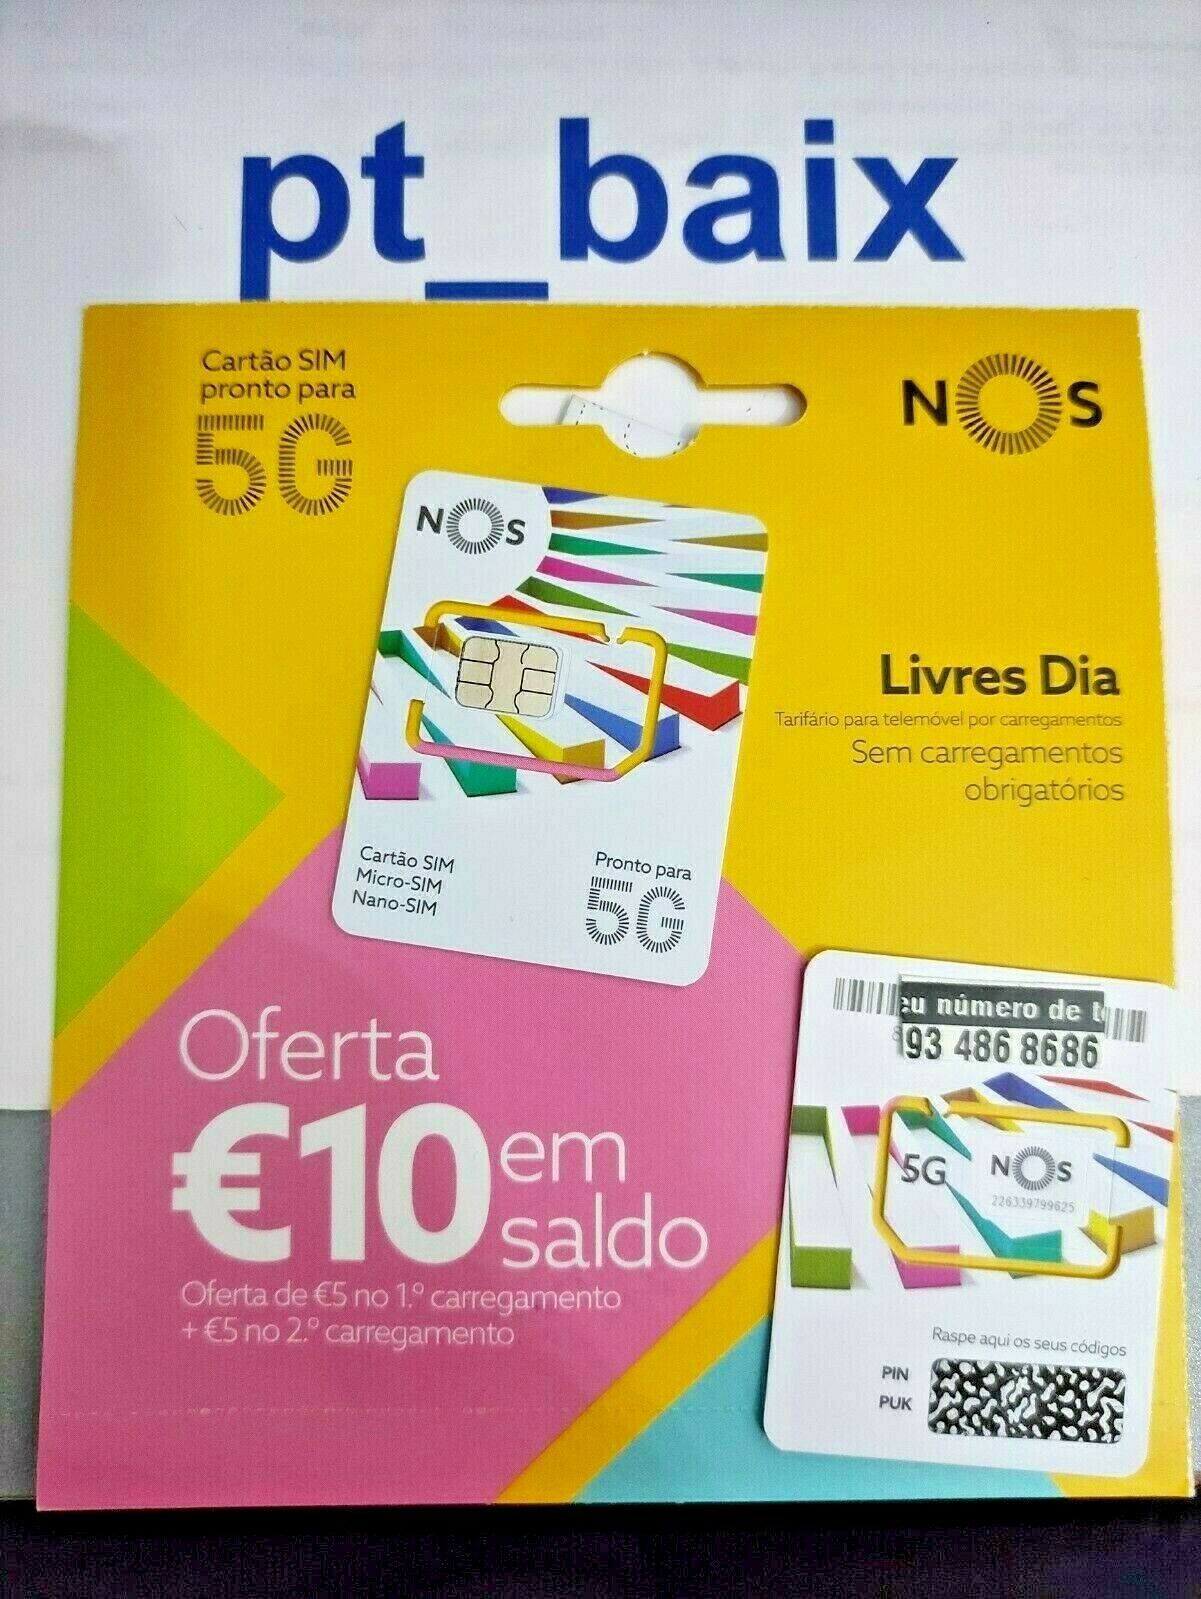 pt_baix
Cartão SIM
pronto para
5G
NOS
NOS
Livres Dia
Tarifário para telemóvel por carregamentos
Sem carregamentos
obrigatórios
Cartão SIM
Micro-SIM
Nano-SIM
Pronto para
5G
Oferta
€10 em
saldo
Oferta de €5 no 1.º carregamento
+ €5 no 2.º carregamento
eu número de t
93 486 8686
5G
NOS
226339799625
Raspe aqui os seus códigos
PIN
PUK